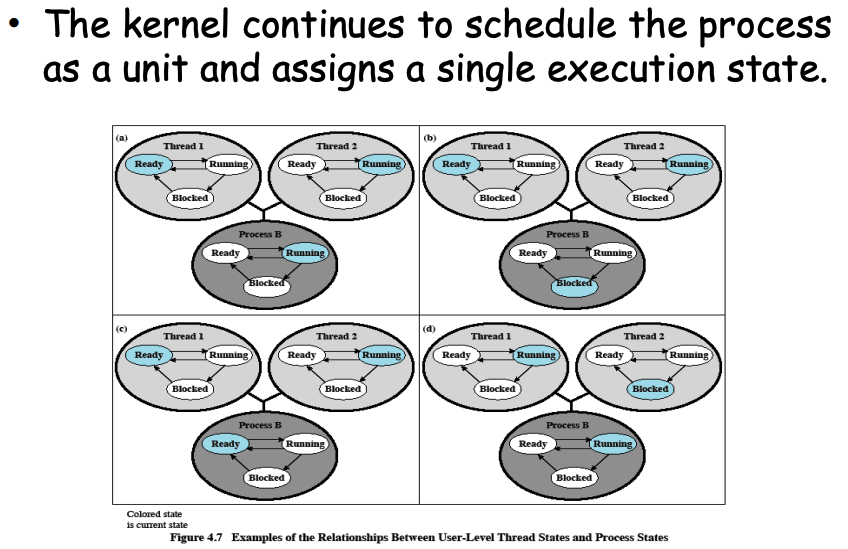 • The kernel continues to schedule the process
as a unit and assigns a single execution state.
(a)
Thread 1
Ready
Running
Blocked
Thread 2
Ready
Running
Blocked
Process B
Ready
Running
Blocked
(b)
Thread 1
Ready
Running
Blocked
Thread 2
Ready
Running
Blocked
Process B
Ready
Running
Blocked
(c)
Thread 1
Ready
Running
Blocked
Thread 2
Ready
Running
Blocked
Process B
Ready
Running
Blocked
(d)
Thread 1
Ready
Running
Blocked
Thread 2
Ready
Running
Blocked
Process B
Ready
Running
Blocked
Colored state
is current state
Figure 4.7 Examples of the Relationships Between User-Level Thread States and Process States